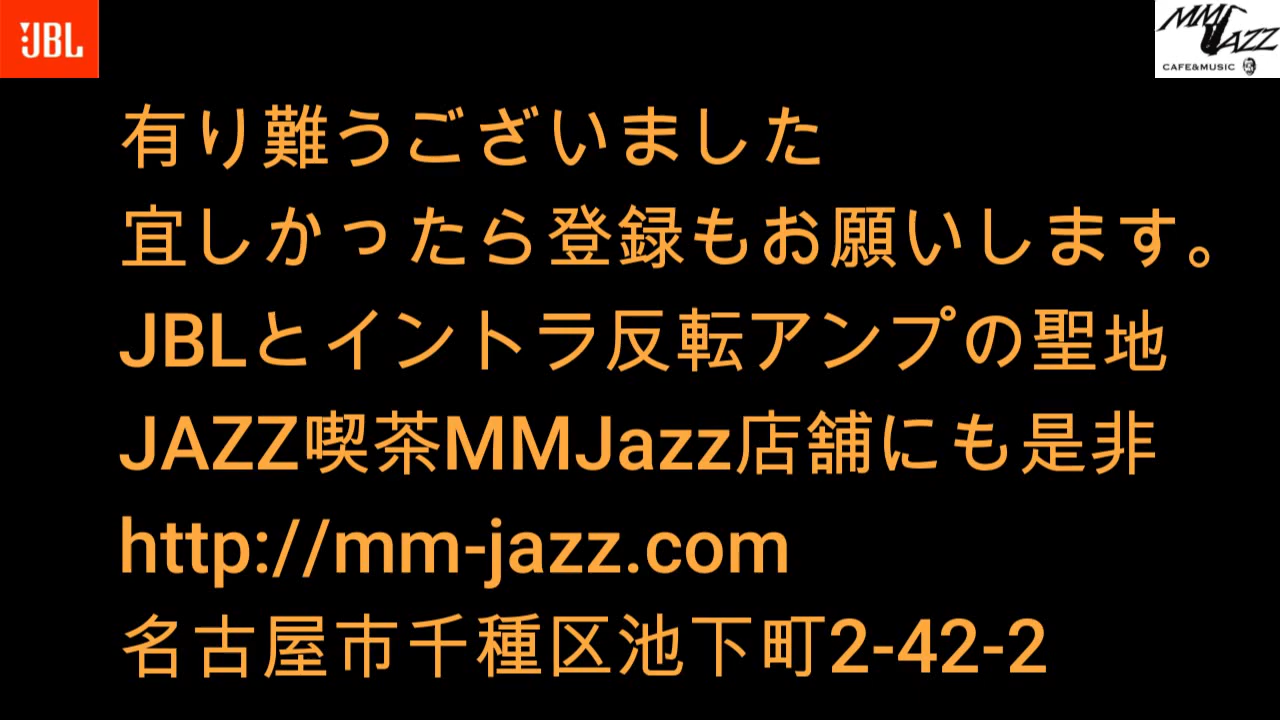 JBL
MMJAZZ
CAFE&MUSIC
有り難うございました
宜しかったら登録もお願いします。
JBLとイントラ反転アンプの聖地
JAZZ喫茶MMJazz店舗にも是非
http://mm-jazz.com
名古屋市千種区池下町2-42-2